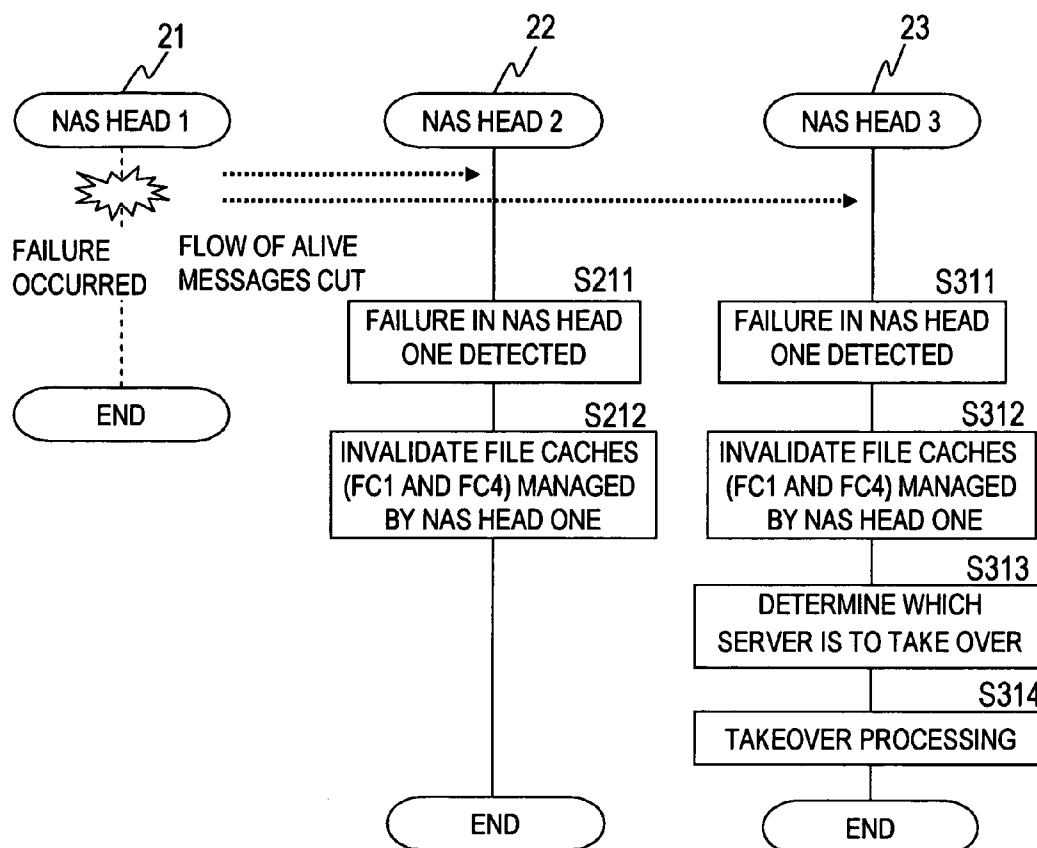 21
22
23
NAS HEAD 1
NAS HEAD 2
NAS HEAD 3
FAILURE
OCCURRED
FLOW OF ALIVE
MESSAGES CUT
S211
FAILURE IN NAS HEAD
ONE DETECTED
S311
FAILURE IN NAS HEAD
ONE DETECTED
END
S212
INVALIDATE FILE CACHES
(FC1 AND FC4) MANAGED
BY NAS HEAD ONE
S312
INVALIDATE FILE CACHES
(FC1 AND FC4) MANAGED
BY NAS HEAD ONE
S313
DETERMINE WHICH
SERVER IS TO TAKE OVER
S314
TAKEOVER PROCESSING
END
END